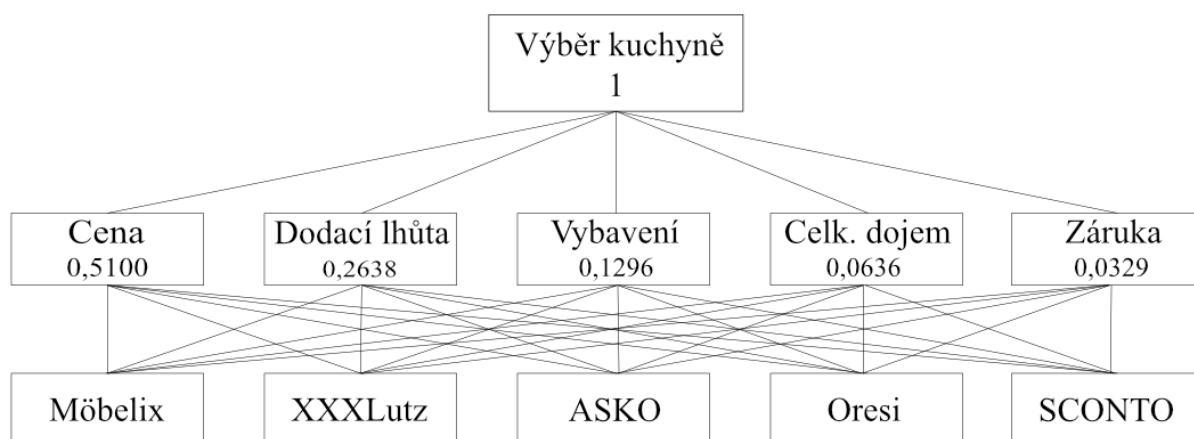 Výběr kuchyně
1
Cena
0,5100
Dodací lhůta
0,2638
Vybavení
0,1296
Celk. dojem
0,0636
Záruka
0,0329
Möbelix
XXXLutz
ASKO
Oresi
SCONTO